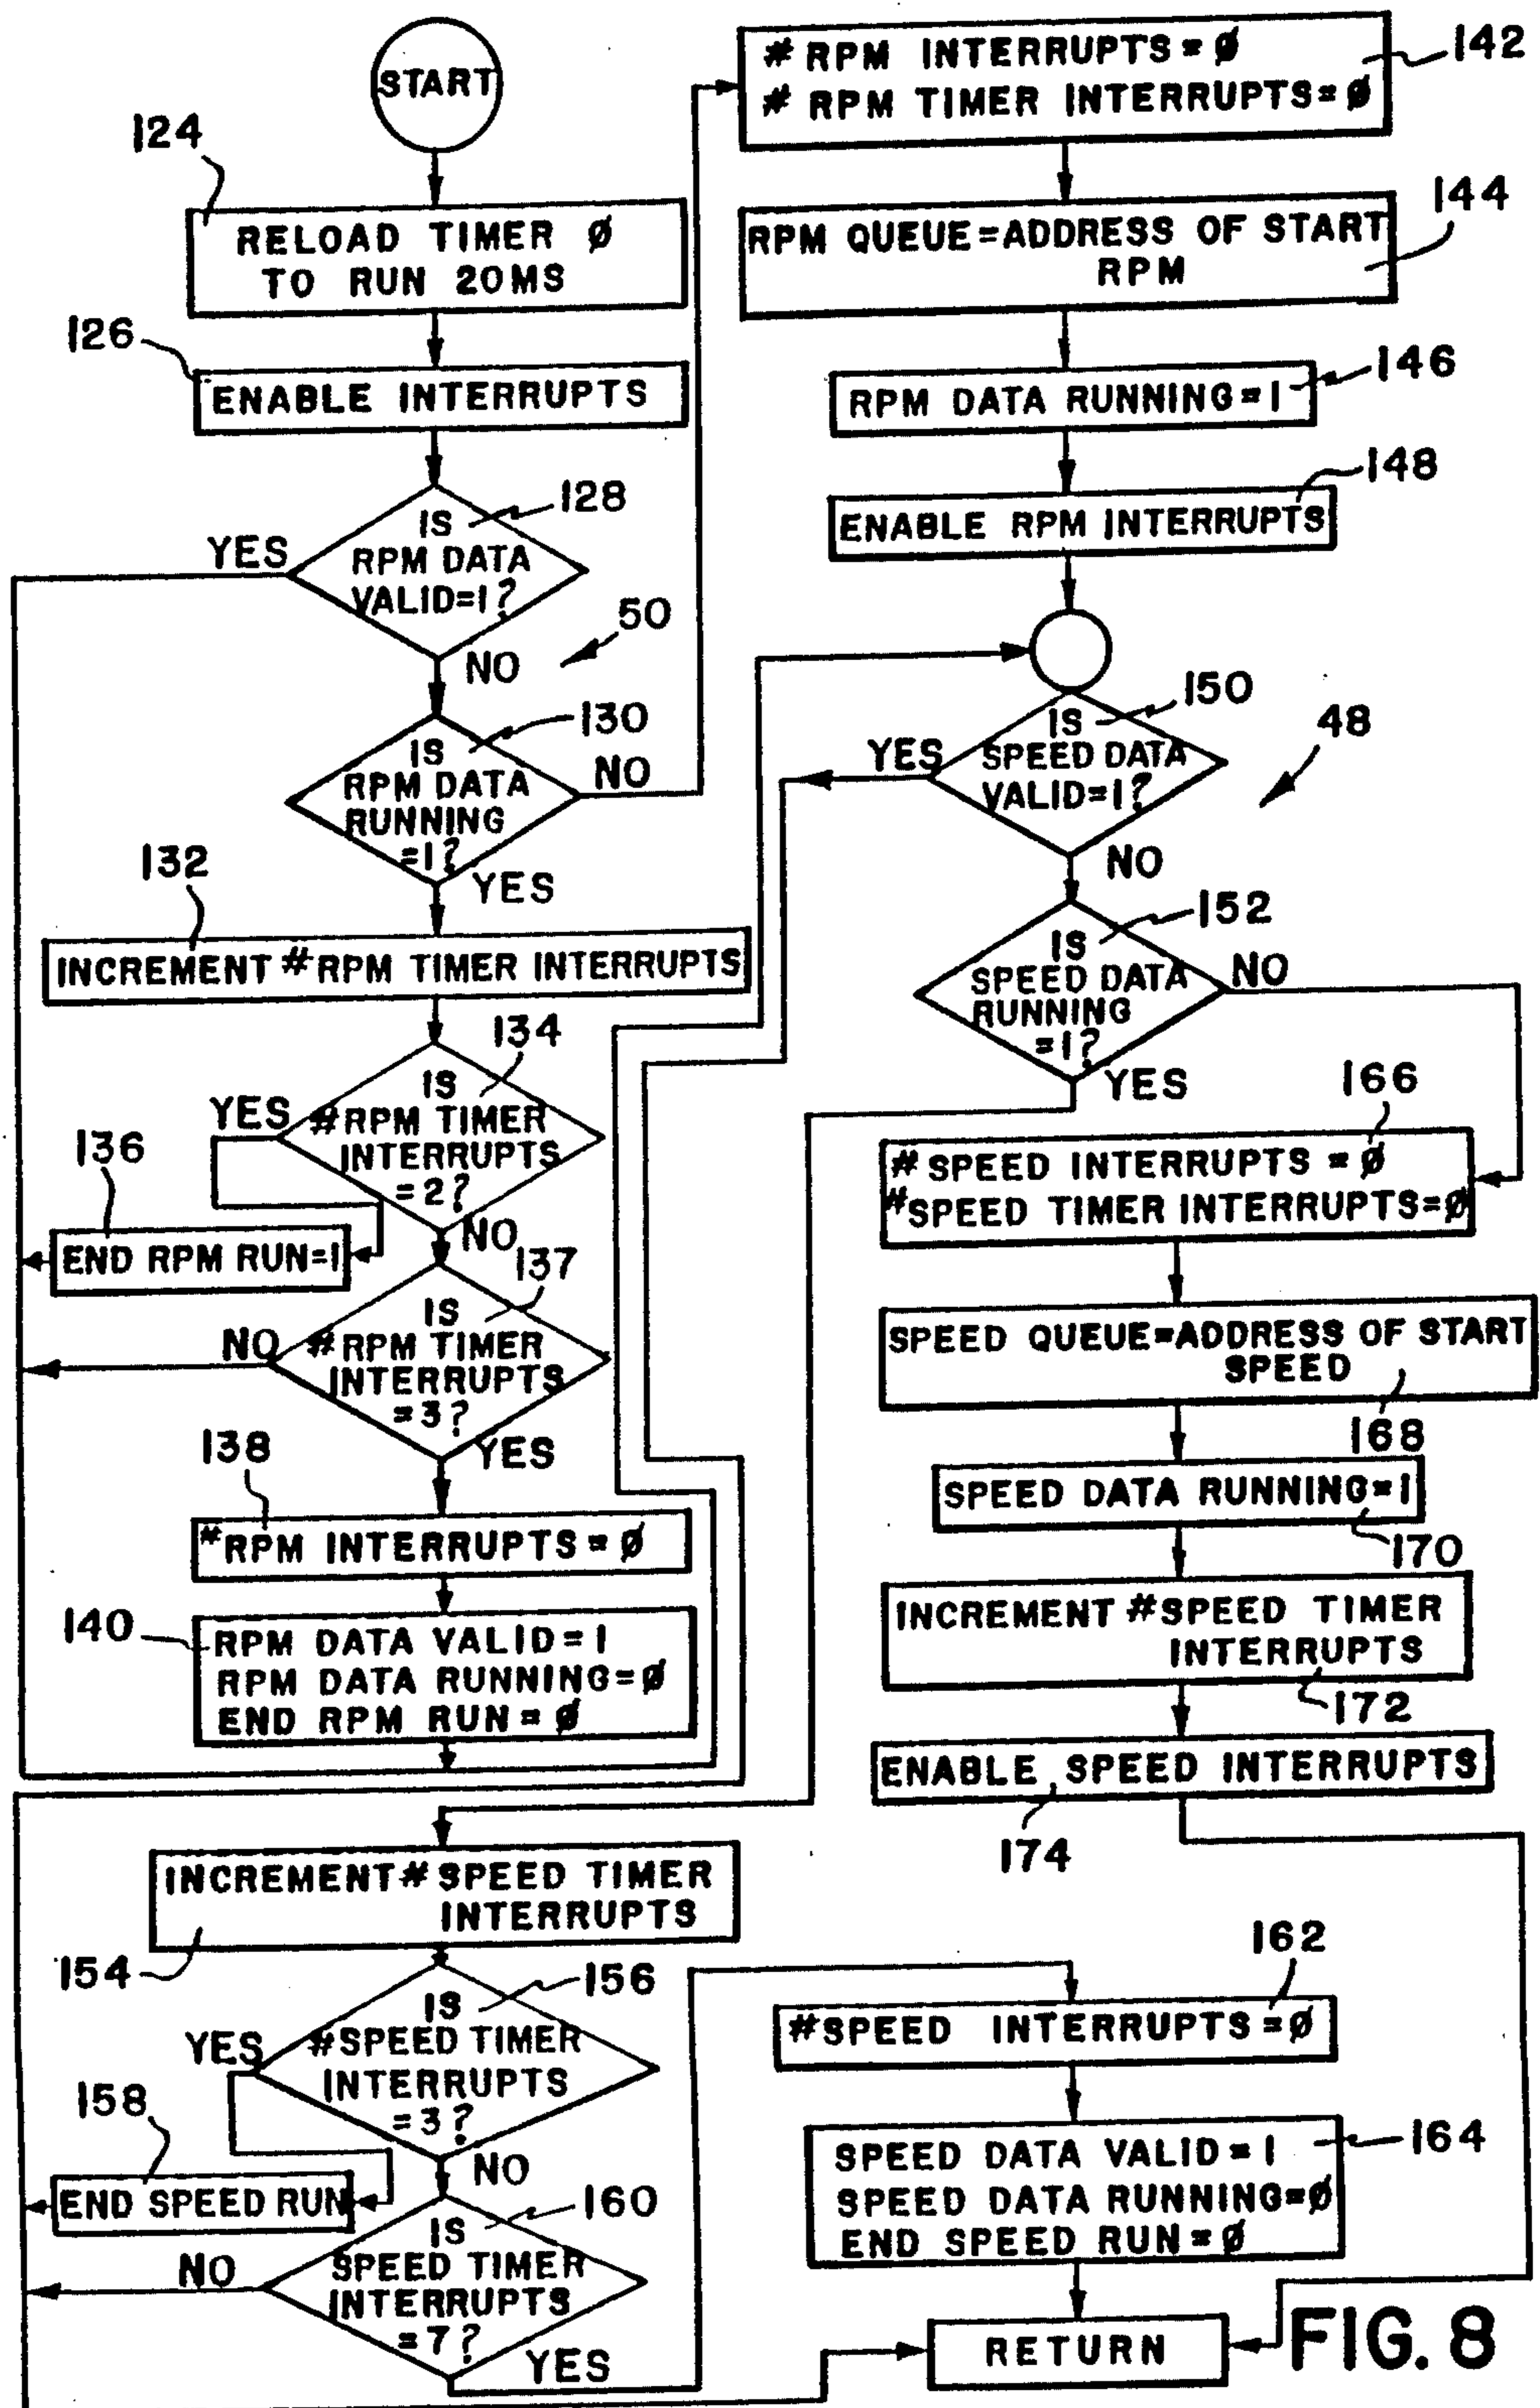 START
124
RELOAD TIMER Ø
TO RUN 20MS
126
ENABLE INTERRUPTS
128
IS
RPM DATA
VALID=1?
YES
NO
50
130
IS
RPM DATA
RUNNING
=1?
NO
YES
132
INCREMENT # RPM TIMER INTERRUPTS
134
IS
# RPM TIMER
INTERRUPTS
=2?
YES
NO
136
END RPM RUN=1
137
IS
# RPM TIMER
INTERRUPTS
=3?
NO
YES
138
#RPM INTERRUPTS = Ø
140
RPM DATA VALID=1
RPM DATA RUNNING=Ø
END RPM RUN = Ø
# RPM INTERRUPTS = Ø
# RPM TIMER INTERRUPTS= Ø
142
RPM QUEUE=ADDRESS OF START
RPM
144
RPM DATA RUNNING=1
146
ENABLE RPM INTERRUPTS
148
150
IS
SPEED DATA
VALID=1?
YES
NO
48
152
IS
SPEED DATA
RUNNING
=1?
NO
YES
166
# SPEED INTERRUPTS = Ø
#SPEED TIMER INTERRUPTS=Ø
SPEED QUEUE=ADDRESS OF START
SPEED
168
SPEED DATA RUNNING=1
170
INCREMENT #SPEED TIMER
INTERRUPTS
172
ENABLE SPEED INTERRUPTS
174
INCREMENT # SPEED TIMER
INTERRUPTS
154
156
IS
#SPEED TIMER
INTERRUPTS
=3?
YES
NO
158
END SPEED RUN
160
IS
SPEED TIMER
INTERRUPTS
=7?
NO
YES
162
#SPEED INTERRUPTS = Ø
164
SPEED DATA VALID = 1
SPEED DATA RUNNING=Ø
END SPEED RUN = Ø
RETURN
FIG. 8